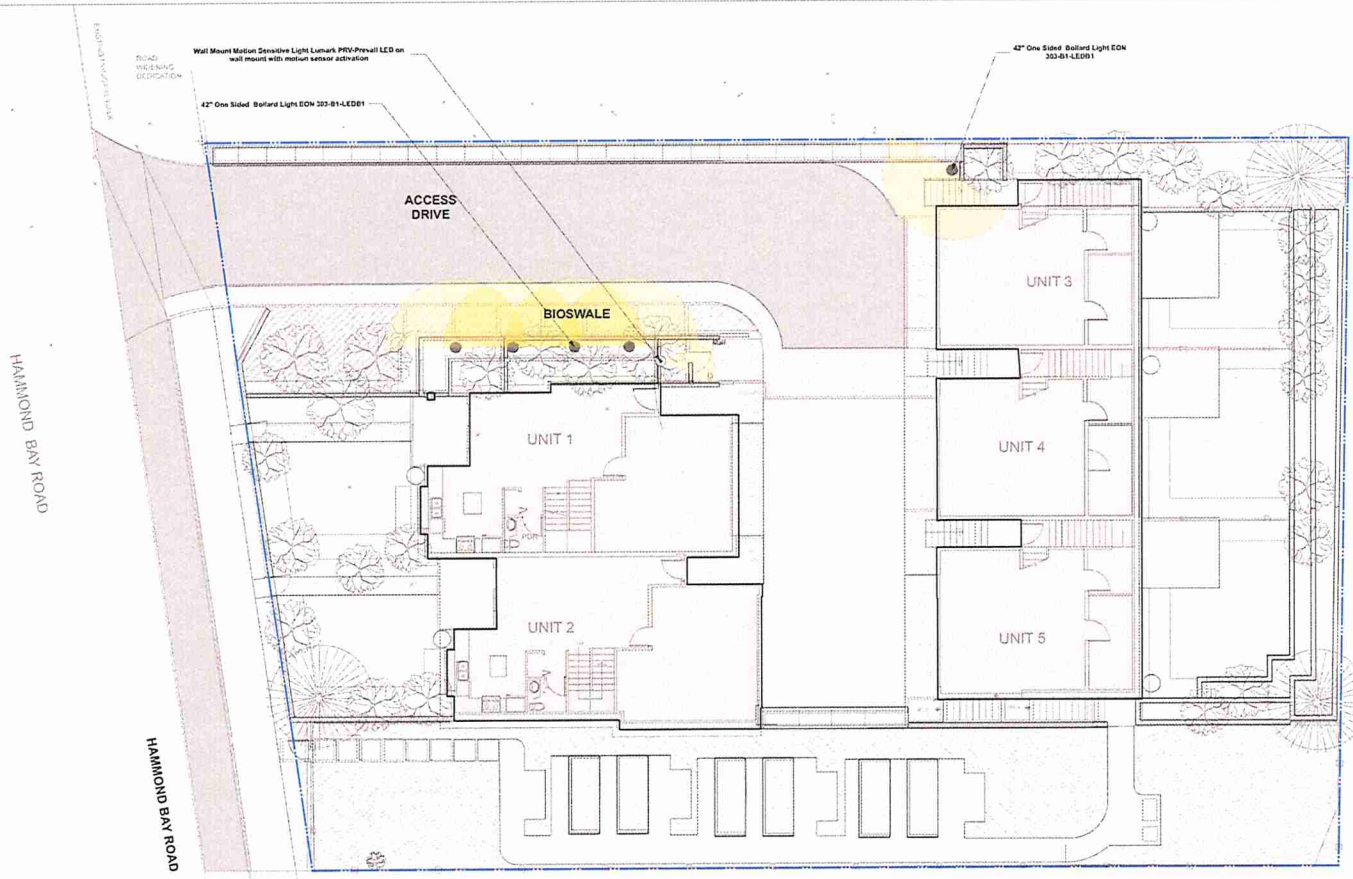 Wall Mount Motion Sensitive Light Lumark PRV-Prevail LED on
wall mount with motion sensor activation
42" One Sided Bollard Light EON 303-B1-LEDB1
42" One Sided Bollard Light EON
303-B1-LEDB1
ROAD
WIDENING
DEDICATION
ACCESS
DRIVE
BIOSWALE
UNIT 3
UNIT 1
UNIT 4
PDR
UNIT 2
UNIT 5
HAMMOND BAY ROAD
HAMMOND BAY ROAD